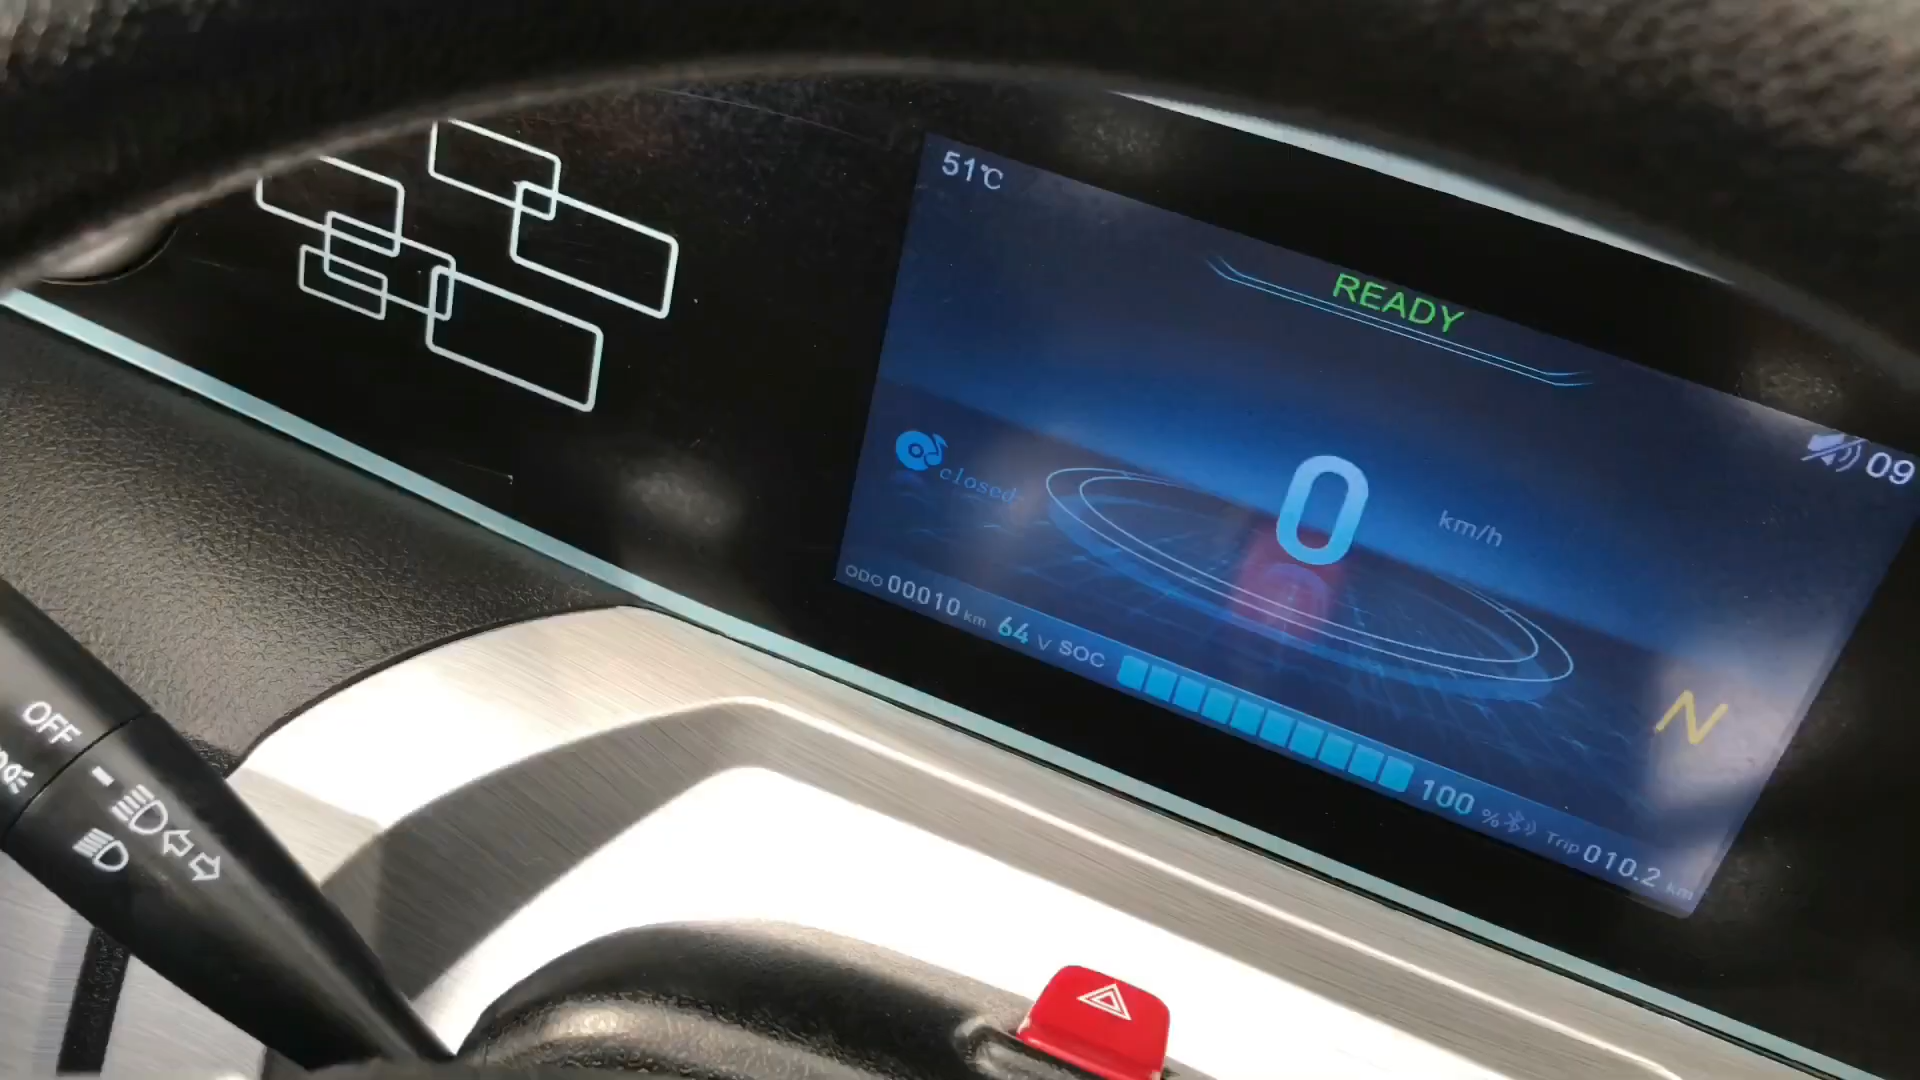 51℃
READY
09
closed
0 km/h
N
ODO 00010 km 64 V SOC 100 % Trip 010.2 km
OFF